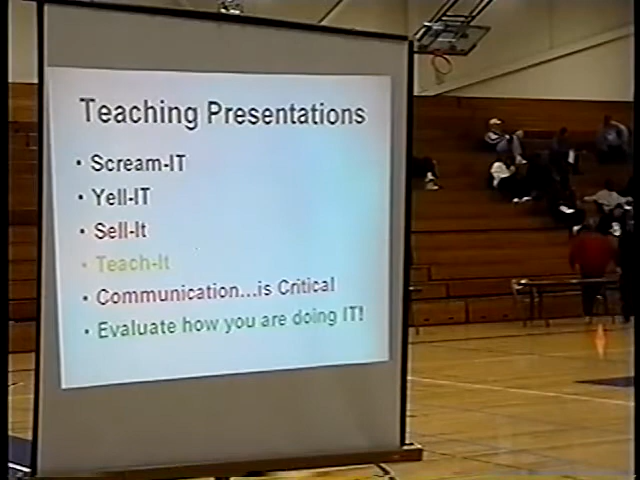 Teaching Presentations
• Scream-IT
• Yell-IT
• Sell-It
• Teach-It
• Communication...is Critical
• Evaluate how you are doing IT!